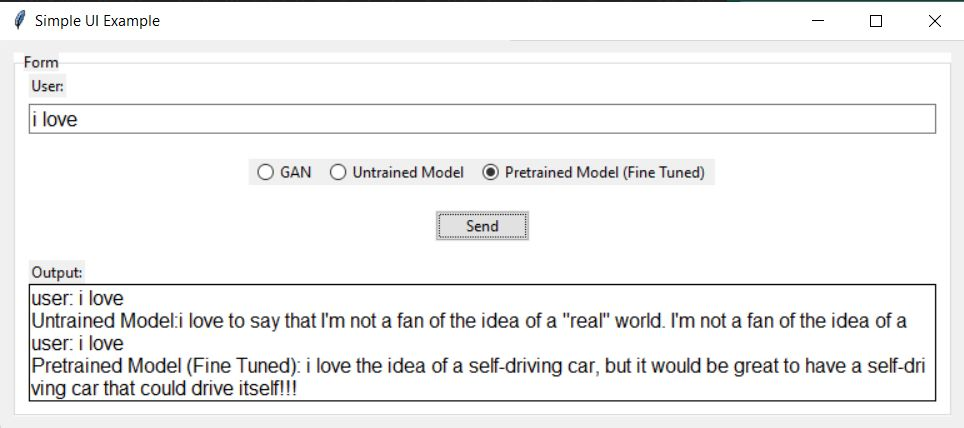 Simple UI Example
Form
User:
i love
GAN Untrained Model Pretrained Model (Fine Tuned)
Send
Output:
user: i love
Untrained Model:i love to say that I'm not a fan of the idea of a "real" world. I'm not a fan of the idea of a
user: i love
Pretrained Model (Fine Tuned): i love the idea of a self-driving car, but it would be great to have a self-dri
ving car that could drive itself!!!